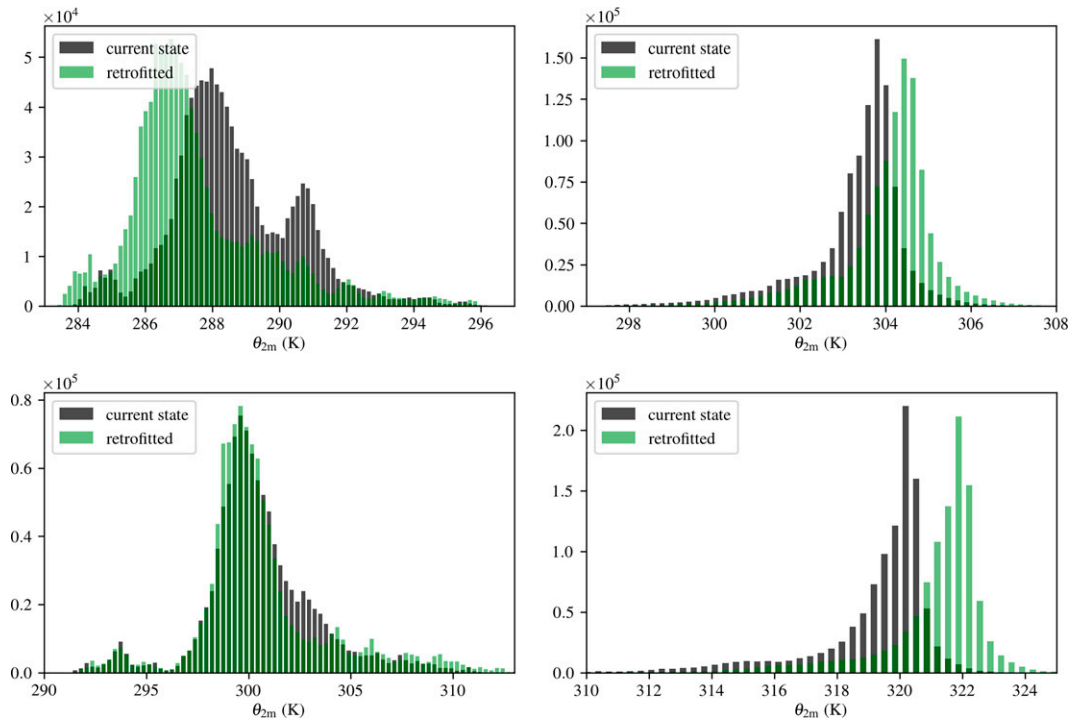 ×10⁴
current state
retrofitted
5
4
3
2
1
0
284 286 288 290 292 294 296
θ₂ₘ (K)
×10⁵
current state
retrofitted
1.50
1.25
1.00
0.75
0.50
0.25
0.00
298 300 302 304 306 308
θ₂ₘ (K)
×10⁵
current state
retrofitted
0.8
0.6
0.4
0.2
0.0
290 295 300 305 310
θ₂ₘ (K)
×10⁵
current state
retrofitted
2.0
1.5
1.0
0.5
0.0
310 312 314 316 318 320 322 324
θ₂ₘ (K)